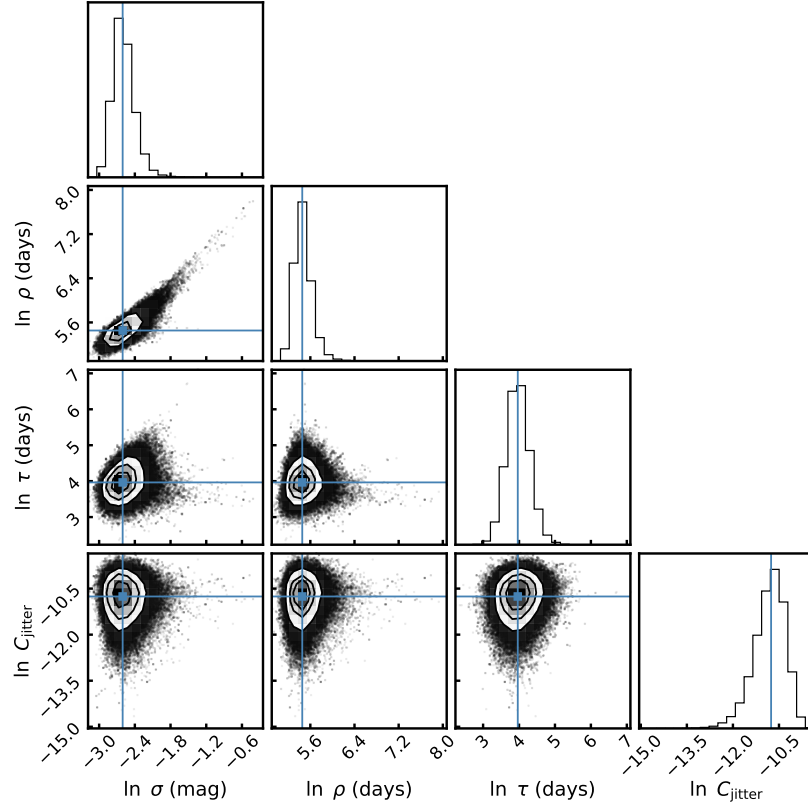 8.0
7.2
6.4
5.6
ln ρ (days)
7
6
5
4
3
ln τ (days)
−10.5
−12.0
−13.5
−15.0
ln C_jitter
−3.0 −2.4 −1.8 −1.2 −0.6
5.6 6.4 7.2 8.0
3 4 5 6 7
−15.0 −13.5 −12.0 −10.5
ln σ (mag) ln ρ (days) ln τ (days) ln C_jitter